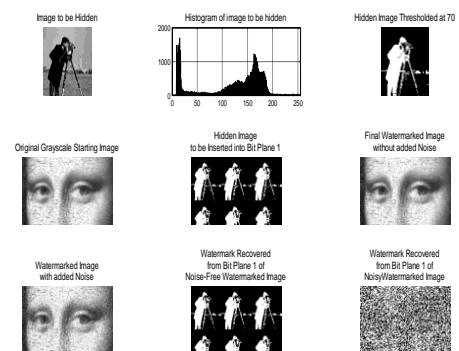 Image to be Hidden
Histogram of image to be hidden
Hidden Image Thresholded at 70
2000
1000
0
0 50 100 150 200 250
Original Grayscale Starting Image
Hidden Image
to be Inserted into Bit Plane 1
Final Watermarked Image
without added Noise
Watermarked Image
with added Noise
Watermark Recovered
from Bit Plane 1 of
Noise-Free Watermarked Image
Watermark Recovered
from Bit Plane 1 of
NoisyWatermarked Image